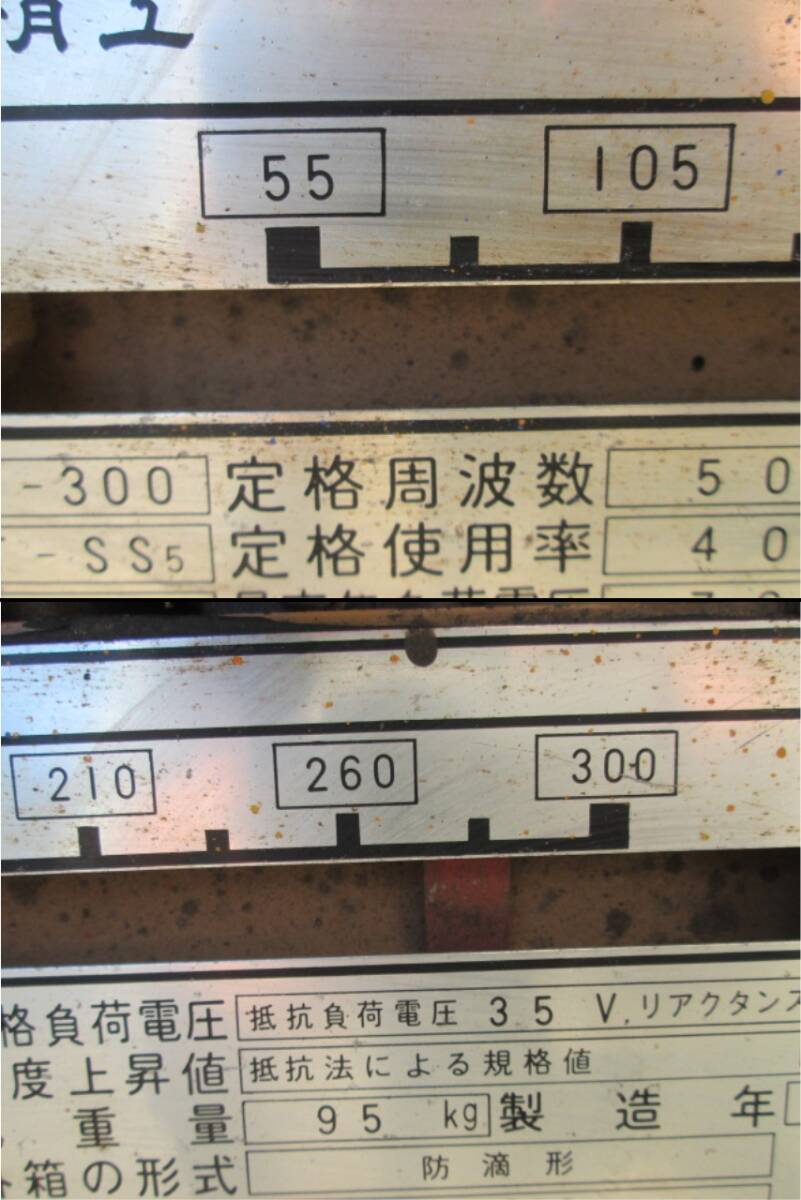 55 105
-300 定格周波数 50
-SS5 定格使用率 40
210 260 300
格負荷電圧 抵抗負荷電圧 35 V, リアクタンス
度上昇値 抵抗法による規格値
重量 95 kg 製造年
箱の形式 防滴形